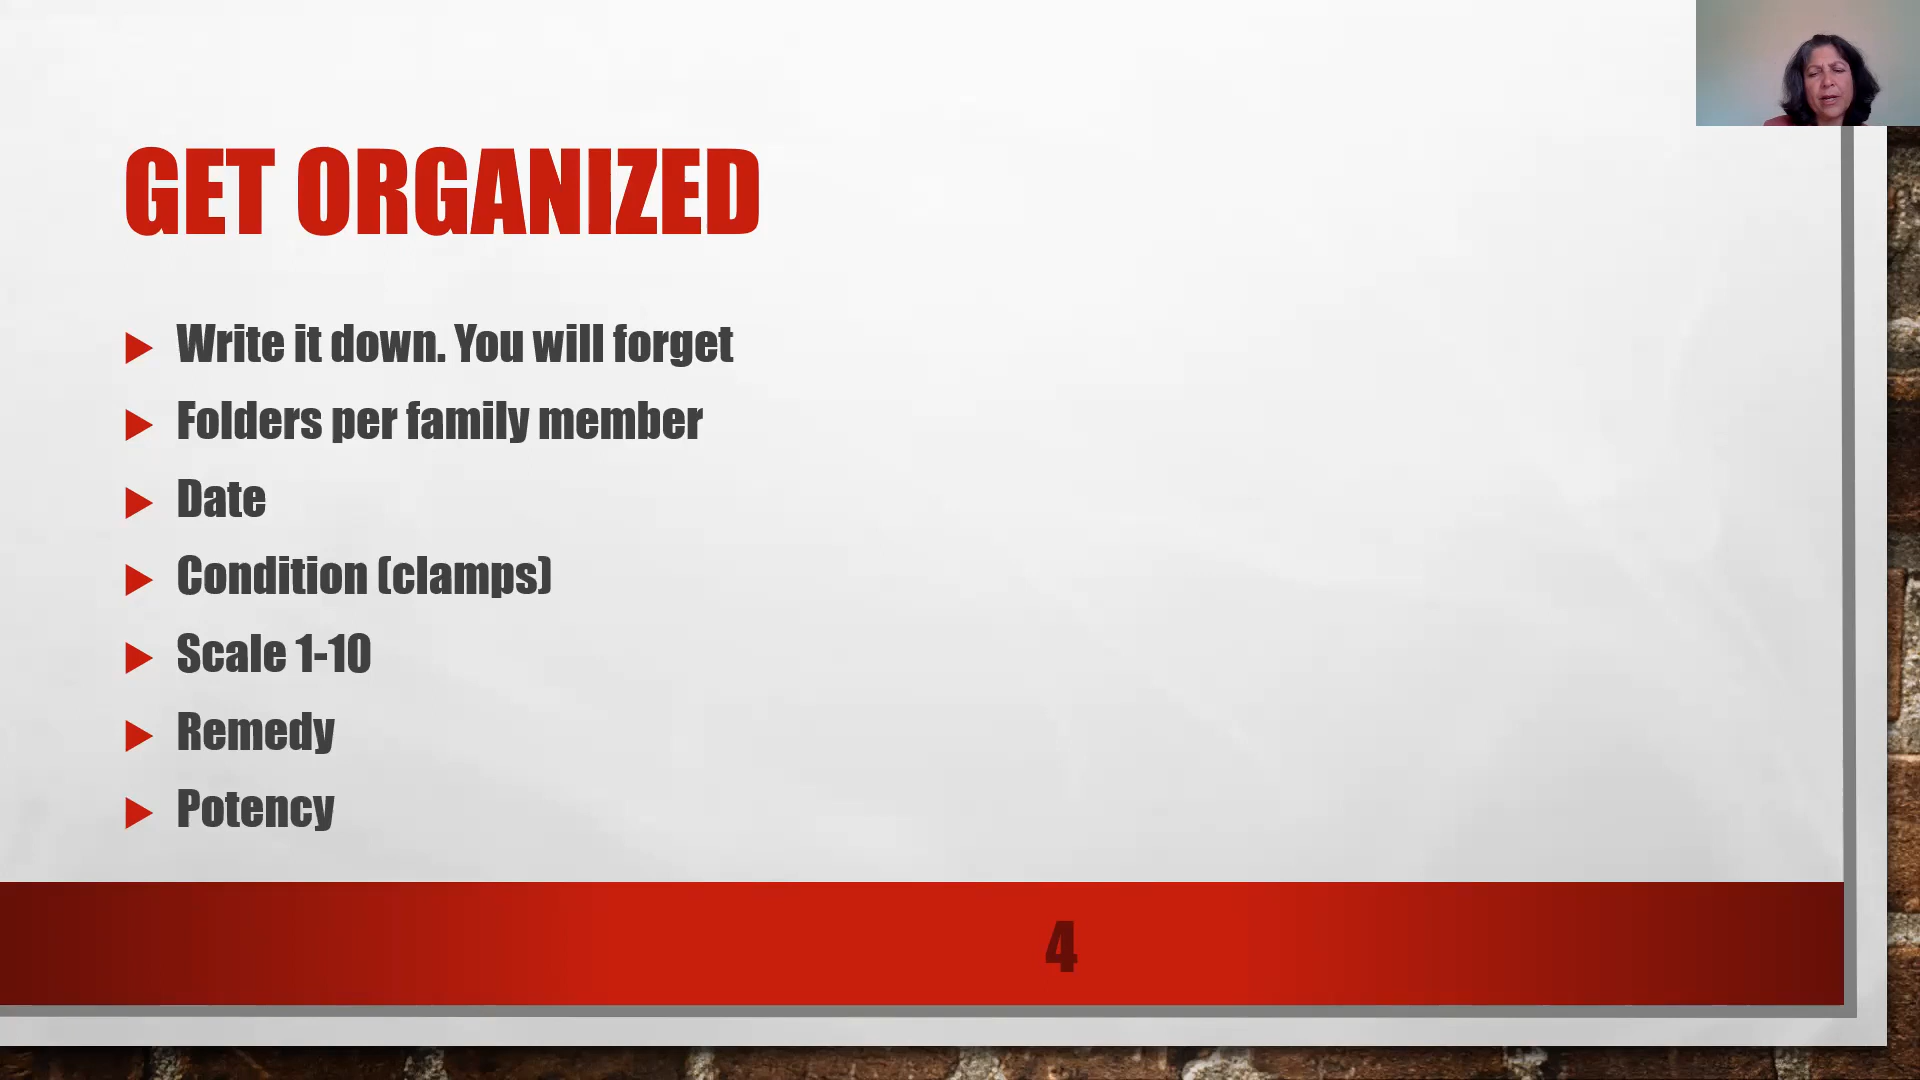 GET ORGANIZED
Write it down. You will forget
Folders per family member
Date
Condition (clamps)
Scale 1-10
Remedy
Potency
4